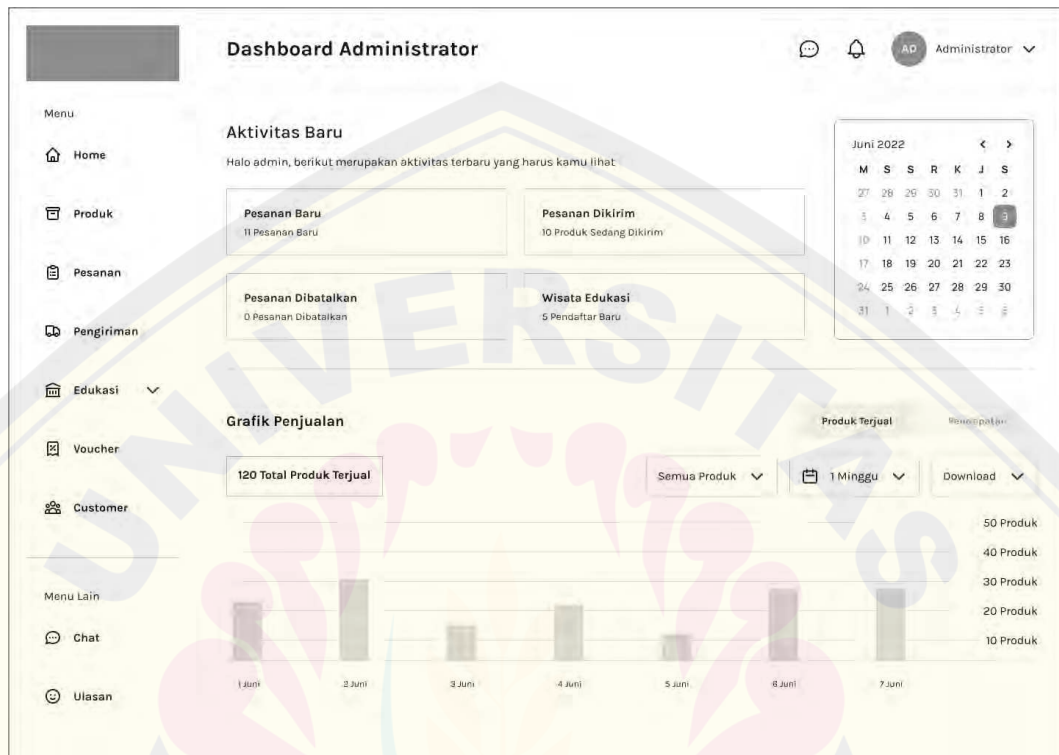 Dashboard Administrator
AD
Administrator
Menu
Home
Produk
Pesanan
Pengiriman
Edukasi
Voucher
Customer
Menu Lain
Chat
Ulasan
Aktivitas Baru
Halo admin, berikut merupakan aktivitas terbaru yang harus kamu lihat
Pesanan Baru
11 Pesanan Baru
Pesanan Dikirim
10 Produk Sedang Dikirim
Pesanan Dibatalkan
0 Pesanan Dibatalkan
Wisata Edukasi
5 Pendaftar Baru
Juni 2022
M S S R K J S
27 28 29 30 31 1 2
3 4 5 6 7 8 9
10 11 12 13 14 15 16
17 18 19 20 21 22 23
24 25 26 27 28 29 30
31 1 2 3 4 5 6
Grafik Penjualan
Produk Terjual
120 Total Produk Terjual
Semua Produk
1 Minggu
Download
50 Produk
40 Produk
30 Produk
20 Produk
10 Produk
1 Juni 2 Juni 3 Juni 4 Juni 5 Juni 6 Juni 7 Juni
UNIVERSITAS